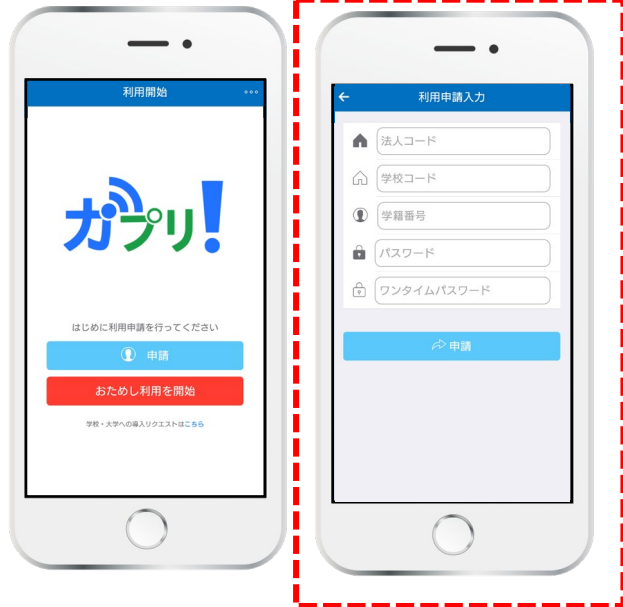 利用開始
ガプリ!
はじめに利用申請を行ってください
申請
おためし利用を開始
学校・大学への導入リクエストはこちら
利用申請入力
法人コード
学校コード
学籍番号
パスワード
ワンタイムパスワード
申請